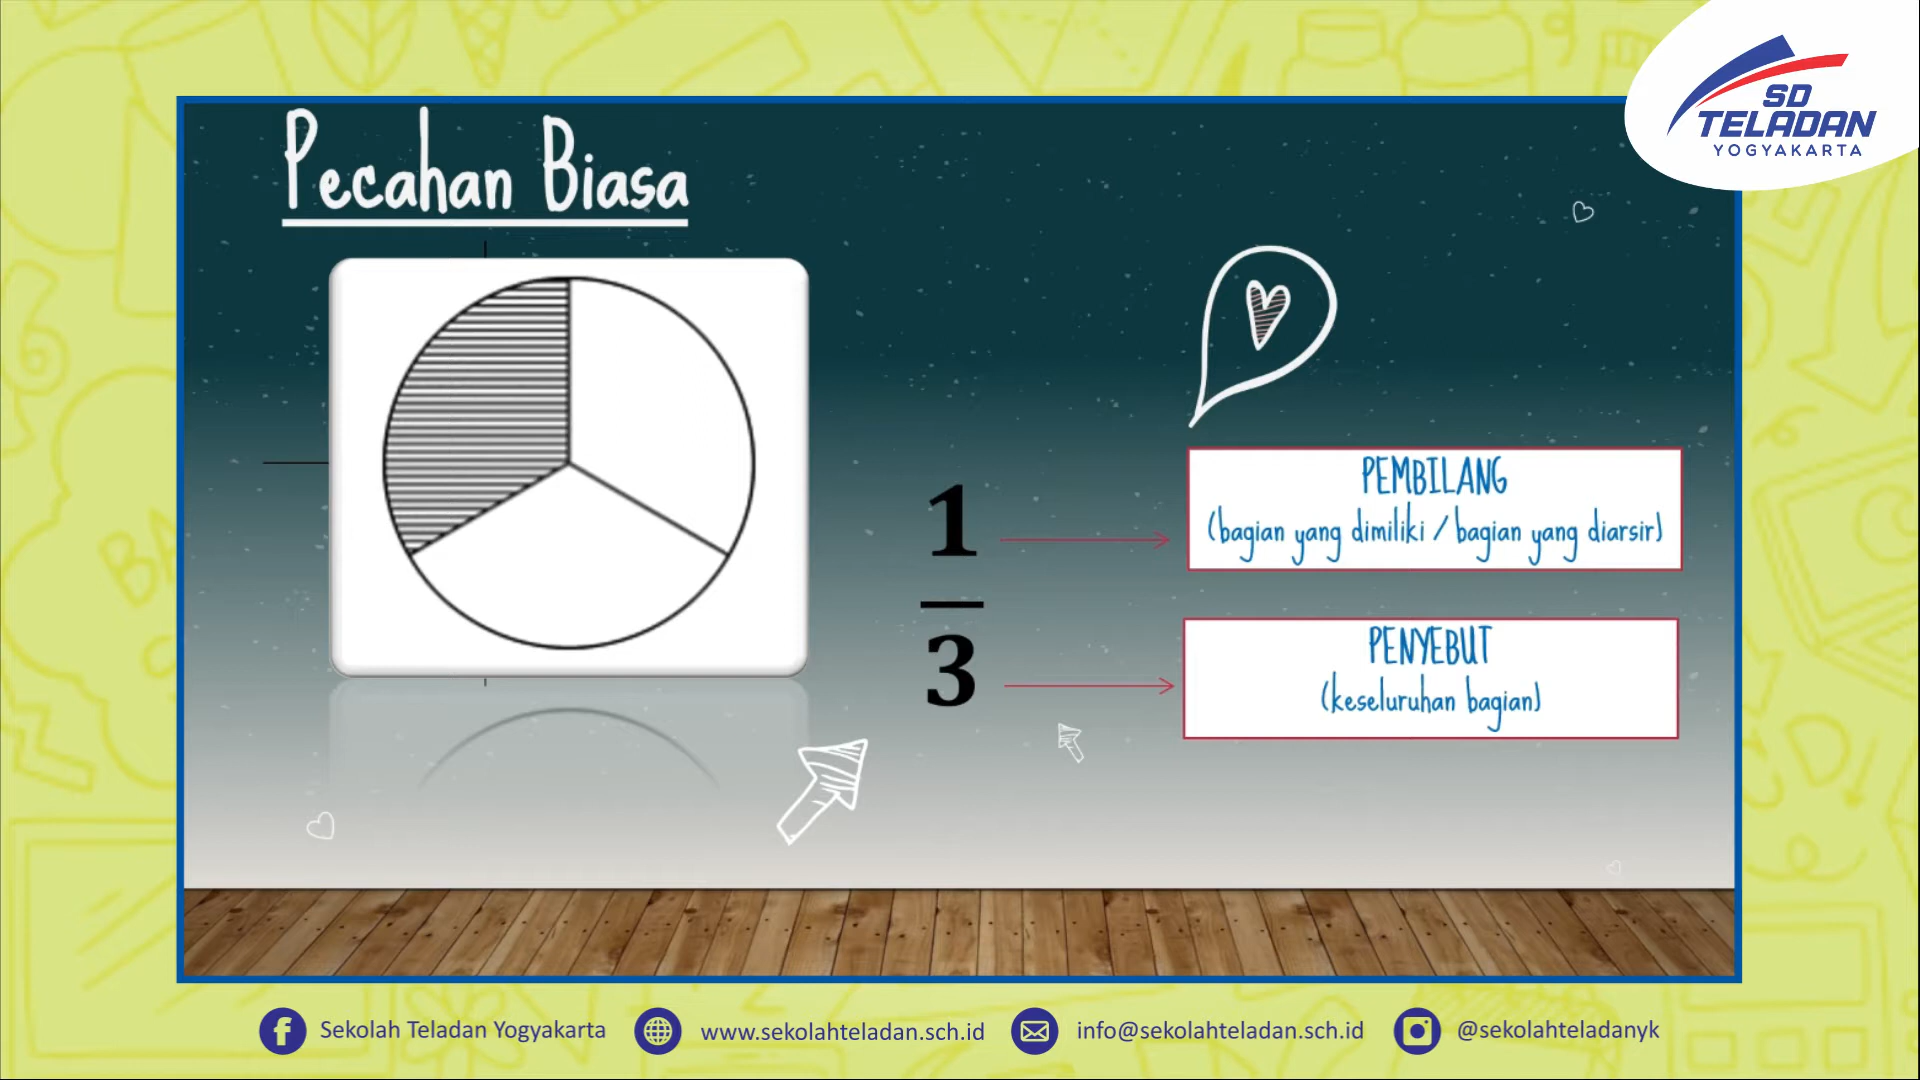 SD
TELADAN
YOGYAKARTA
Pecahan Biasa
1
3
PEMBILANG
(bagian yang dimiliki / bagian yang diarsir)
PENYEBUT
(keseluruhan bagian)
Sekolah Teladan Yogyakarta
www.sekolahteladan.sch.id
info@sekolahteladan.sch.id
@sekolahteladanyk